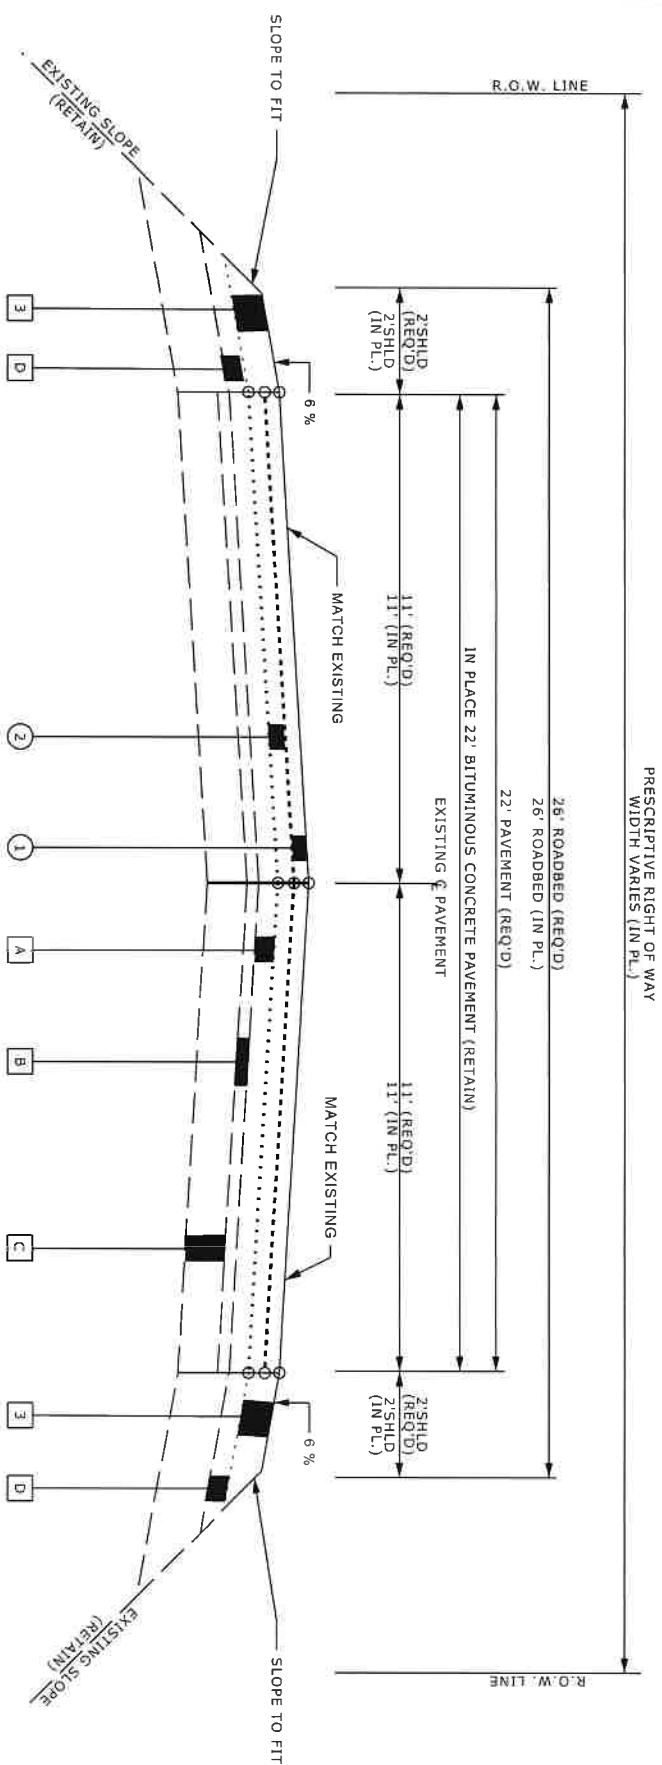 PRESCRIPTIVE RIGHT OF WAY
WIDTH VARIES (IN PL.)
R.O.W. LINE
R.O.W. LINE
26' ROADBED (REQ'D)
26' ROADBED (IN PL.)
22' PAVEMENT (REQ'D)
IN PLACE 22' BITUMINOUS CONCRETE PAVEMENT (RETAIN)
EXISTING ℄ PAVEMENT
2'SHLD
(REQ'D)
2'SHLD
(IN PL.)
11' (REQ'D)
11' (IN PL.)
11' (REQ'D)
11' (IN PL.)
2'SHLD
(REQ'D)
2'SHLD
(IN PL.)
SLOPE TO FIT
6 %
MATCH EXISTING
MATCH EXISTING
6 %
SLOPE TO FIT
EXISTING SLOPE
(RETAIN)
EXISTING SLOPE
(RETAIN)
3
D
2
1
A
B
C
3
D